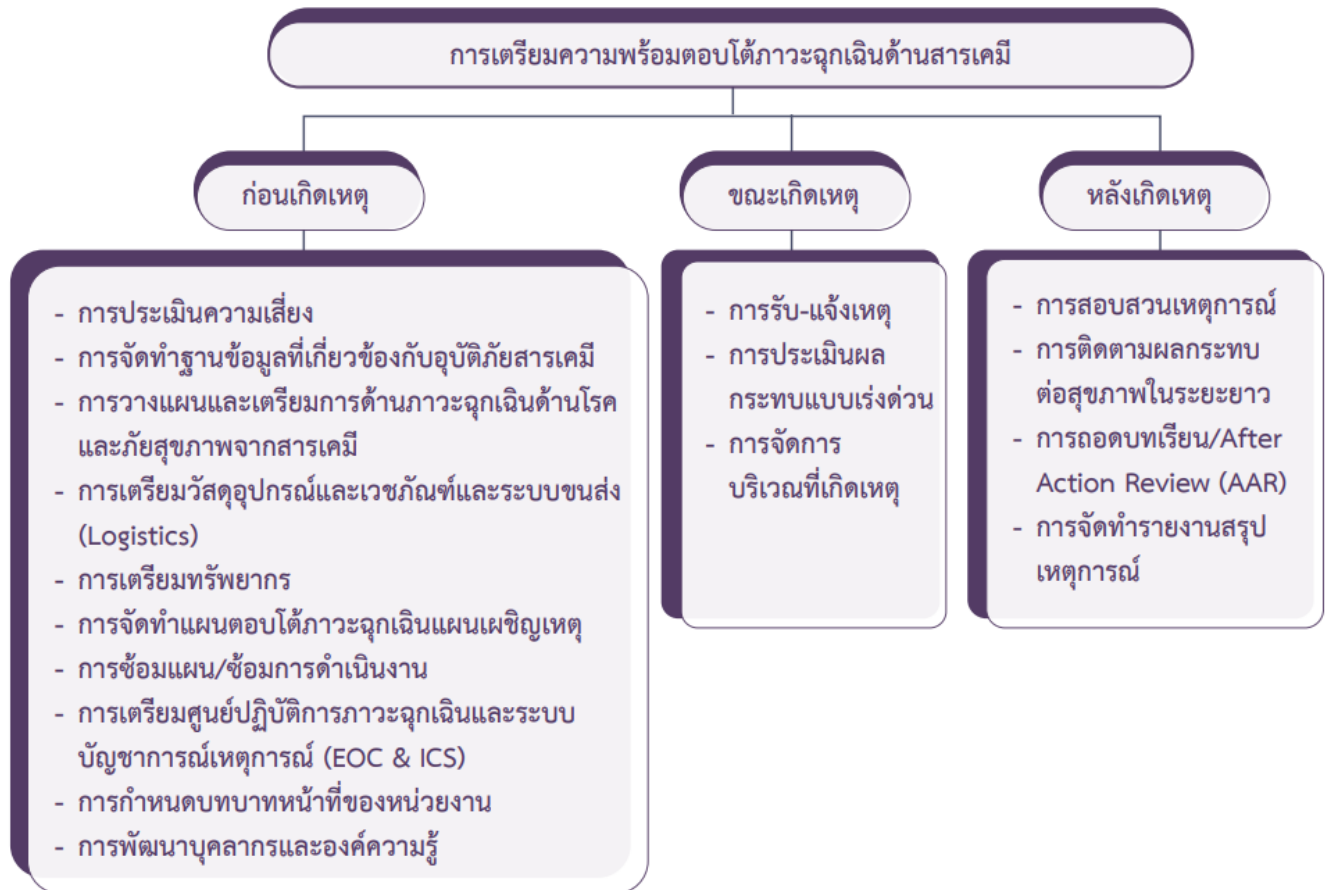 การเตรียมความพร้อมตอบโต้ภาวะฉุกเฉินด้านสารเคมี
ก่อนเกิดเหตุ
- การประเมินความเสี่ยง
- การจัดทำฐานข้อมูลที่เกี่ยวข้องกับอุบัติภัยสารเคมี
- การวางแผนและเตรียมการด้านภาวะฉุกเฉินด้านโรค
และภัยสุขภาพจากสารเคมี
- การเตรียมวัสดุอุปกรณ์และเวชภัณฑ์และระบบขนส่ง
(Logistics)
- การเตรียมทรัพยากร
- การจัดทำแผนตอบโต้ภาวะฉุกเฉินแผนเผชิญเหตุ
- การซ้อมแผน/ซ้อมการดำเนินงาน
- การเตรียมศูนย์ปฏิบัติการภาวะฉุกเฉินและระบบ
บัญชาการณ์เหตุการณ์ (EOC & ICS)
- การกำหนดบทบาทหน้าที่ของหน่วยงาน
- การพัฒนาบุคลากรและองค์ความรู้
ขณะเกิดเหตุ
- การรับ-แจ้งเหตุ
- การประเมินผล
กระทบแบบเร่งด่วน
- การจัดการ
บริเวณที่เกิดเหตุ
หลังเกิดเหตุ
- การสอบสวนเหตุการณ์
- การติดตามผลกระทบ
ต่อสุขภาพในระยะยาว
- การถอดบทเรียน/After
Action Review (AAR)
- การจัดทำรายงานสรุป
เหตุการณ์